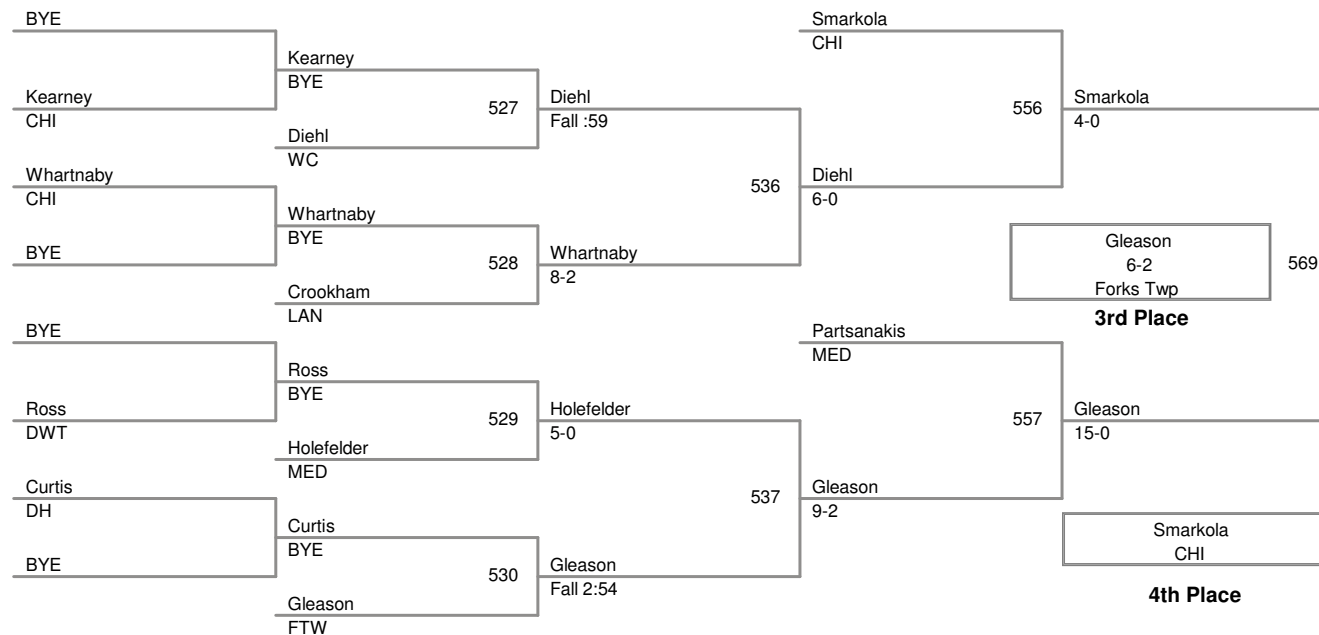 BYE
Kearney
CHI
Whartnaby
CHI
BYE
BYE
Ross
DWT
Curtis
DH
BYE
Kearney
BYE
527
Diehl
WC
Whartnaby
BYE
528
Crookham
LAN
Ross
BYE
529
Holefelder
MED
Curtis
BYE
530
Gleason
FTW
Diehl
Fall :59
536
Whartnaby
8-2
Holefelder
5-0
537
Gleason
Fall 2:54
Smarkola
CHI
556
Diehl
6-0
Partsanakis
MED
557
Gleason
9-2
Smarkola
4-0
Gleason
6-2
Forks Twp
569
3rd Place
Gleason
15-0
Smarkola
CHI
4th Place